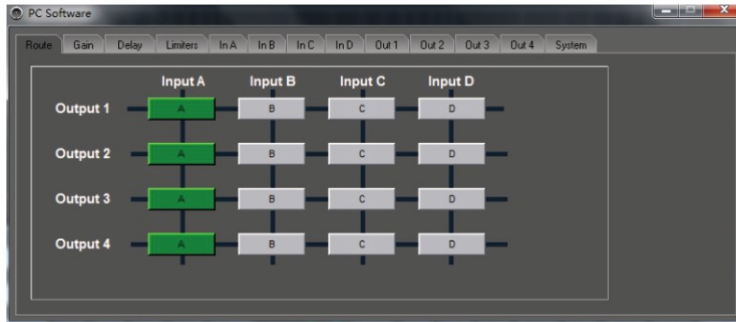 PC Software
Route Gain Delay Limiters In A In B In C In D Out 1 Out 2 Out 3 Out 4 System
Input A Input B Input C Input D
Output 1 A B C D
Output 2 A B C D
Output 3 A B C D
Output 4 A B C D